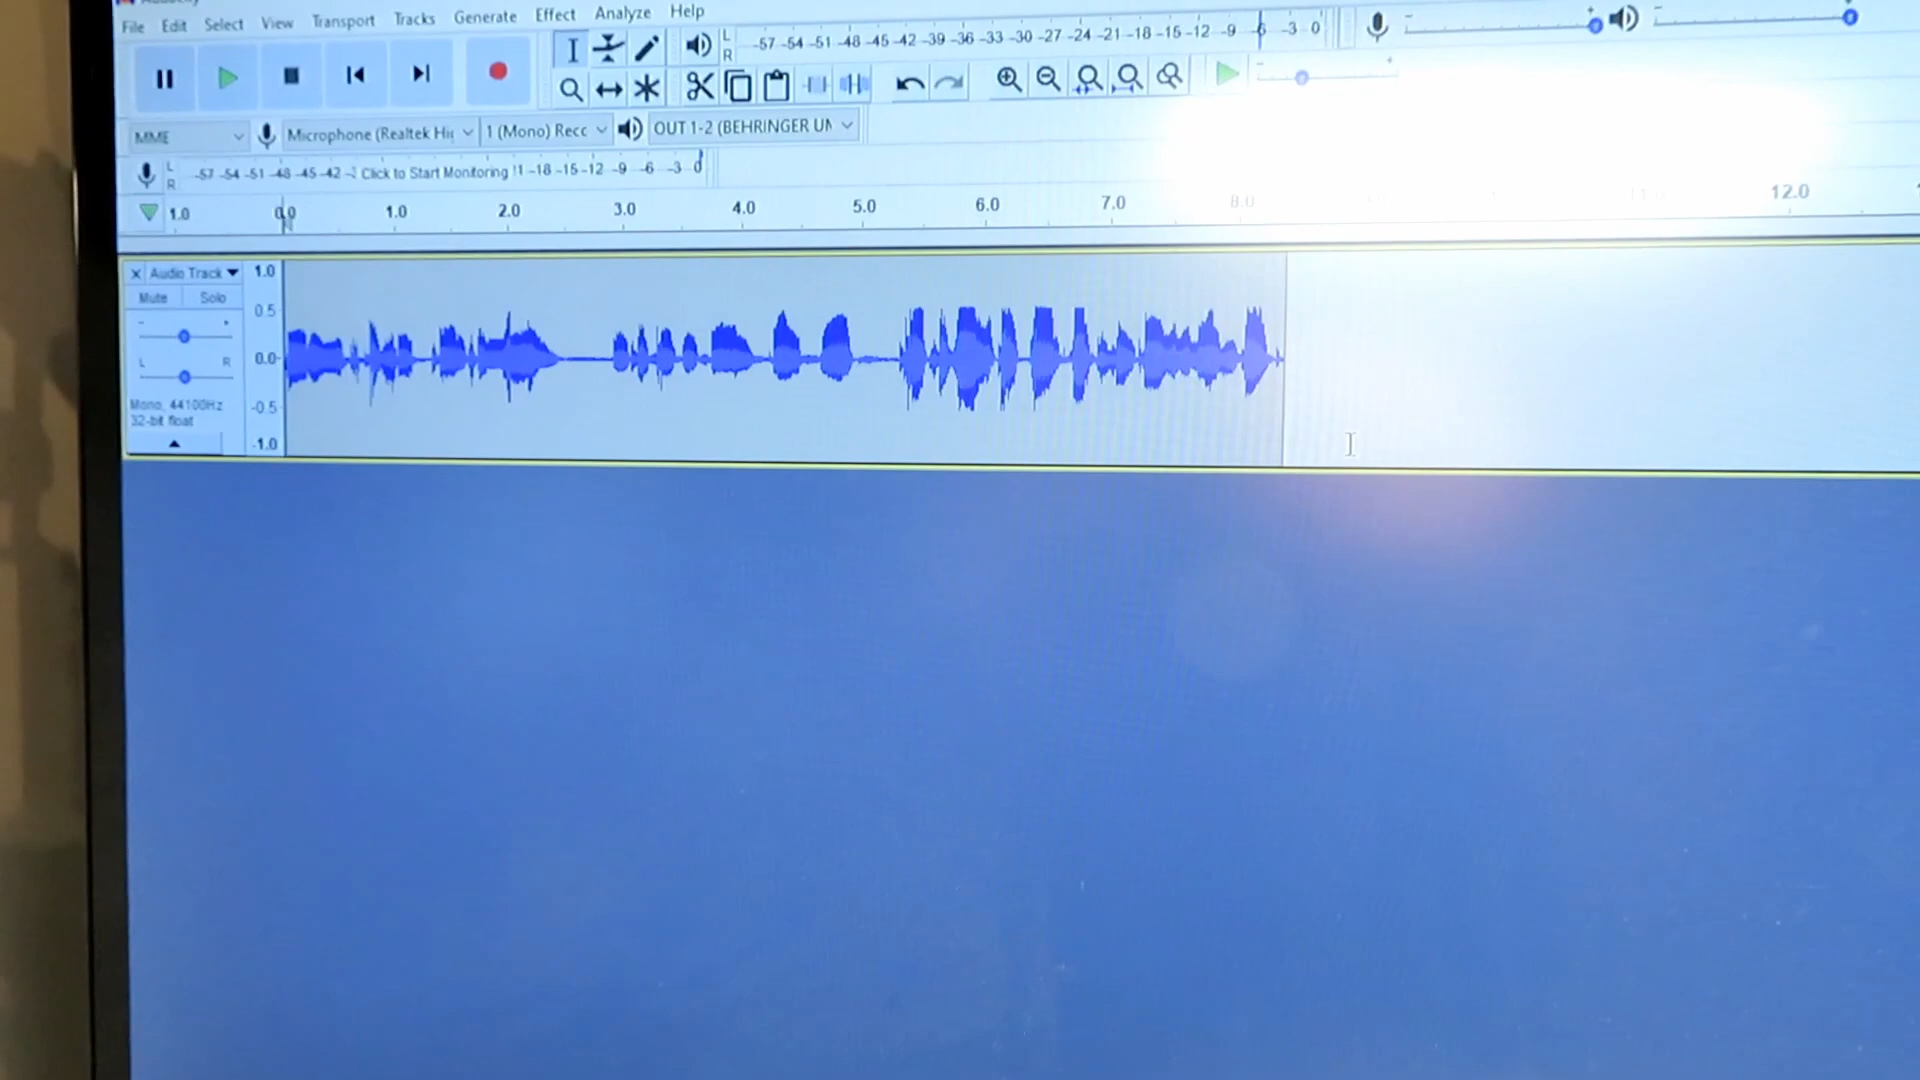 File Edit Select View Transport Tracks Generate Effect Analyze Help
L
R
-57 -54 -51 -48 -45 -42 -39 -36 -33 -30 -27 -24 -21 -18 -15 -12 -9 -6 -3 0
MME
Microphone (Realtek Hi
1 (Mono) Recc
OUT 1-2 (BEHRINGER UM
L
R
-57 -54 -51 -48 -45 -42 Click to Start Monitoring -18 -15 -12 -9 -6 -3 0
1.0 0.0 1.0 2.0 3.0 4.0 5.0 6.0 7.0 8.0 12.0
Audio Track
Mute Solo
L R
Mono, 44100Hz
32-bit float
1.0
0.5
0.0
-0.5
-1.0